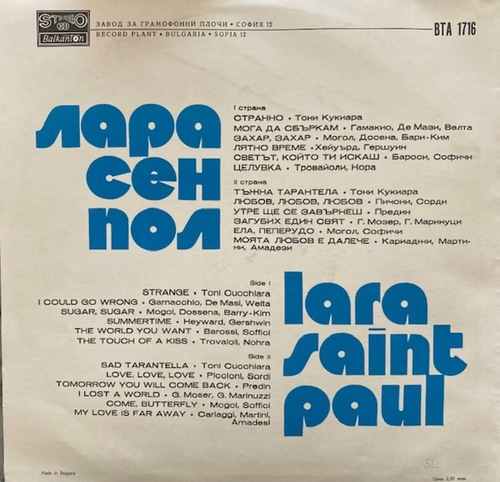 STEREO
Balkanton
ЗАВОД ЗА ГРАМОФОННИ ПЛОЧИ • СОФИЯ 12
RECORD PLANT • BULGARIA • SOFIA 12
ВТА 1716
лара
сен
пол
I страна
СТРАННО • Тони Кукиара
МОГА ДА СБЪРКАМ • Гамакио, Де Мази, Велта
ЗАХАР, ЗАХАР • Могол, Досена, Бари-Ким
ЛЯТНО ВРЕМЕ • Хейуърд, Гершуин
СВЕТЪТ, КОЙТО ТИ ИСКАШ • Бароси, Софичи
ЦЕЛУВКА • Тровайоли, Нора
II страна
ТЪЖНА ТАРАНТЕЛА • Тони Кукиара
ЛЮБОВ, ЛЮБОВ, ЛЮБОВ • Пичони, Сорди
УТРЕ ЩЕ СЕ ЗАВЪРНЕШ • Предин
ЗАГУБИХ ЕДИН СВЯТ • Г. Мозер, Г. Маринуци
ЕЛА, ПЕПЕРУДО • Могол, Софичи
МОЯТА ЛЮБОВ Е ДАЛЕЧЕ • Кариаджи, Марти-
ни, Амадези
Side I
STRANGE • Toni Cucchiara
I COULD GO WRONG • Gamacchio, De Masi, Welta
SUGAR, SUGAR • Mogol, Dossena, Barry-Kim
SUMMERTIME • Heyward, Gershwin
THE WORLD YOU WANT • Barossi, Soffici
THE TOUCH OF A KISS • Trovaioli, Nohra
Side II
SAD TARANTELLA • Toni Cucchiara
LOVE, LOVE, LOVE • Piccioni, Sordi
TOMORROW YOU WILL COME BACK • Predin
I LOST A WORLD • G. Moser, G. Marinuzzi
COME, BUTTERFLY • Mogol, Soffici
MY LOVE IS FAR AWAY • Cariaggi, Martini,
Amadesi
lara
saint
paul
Made in Bulgaria